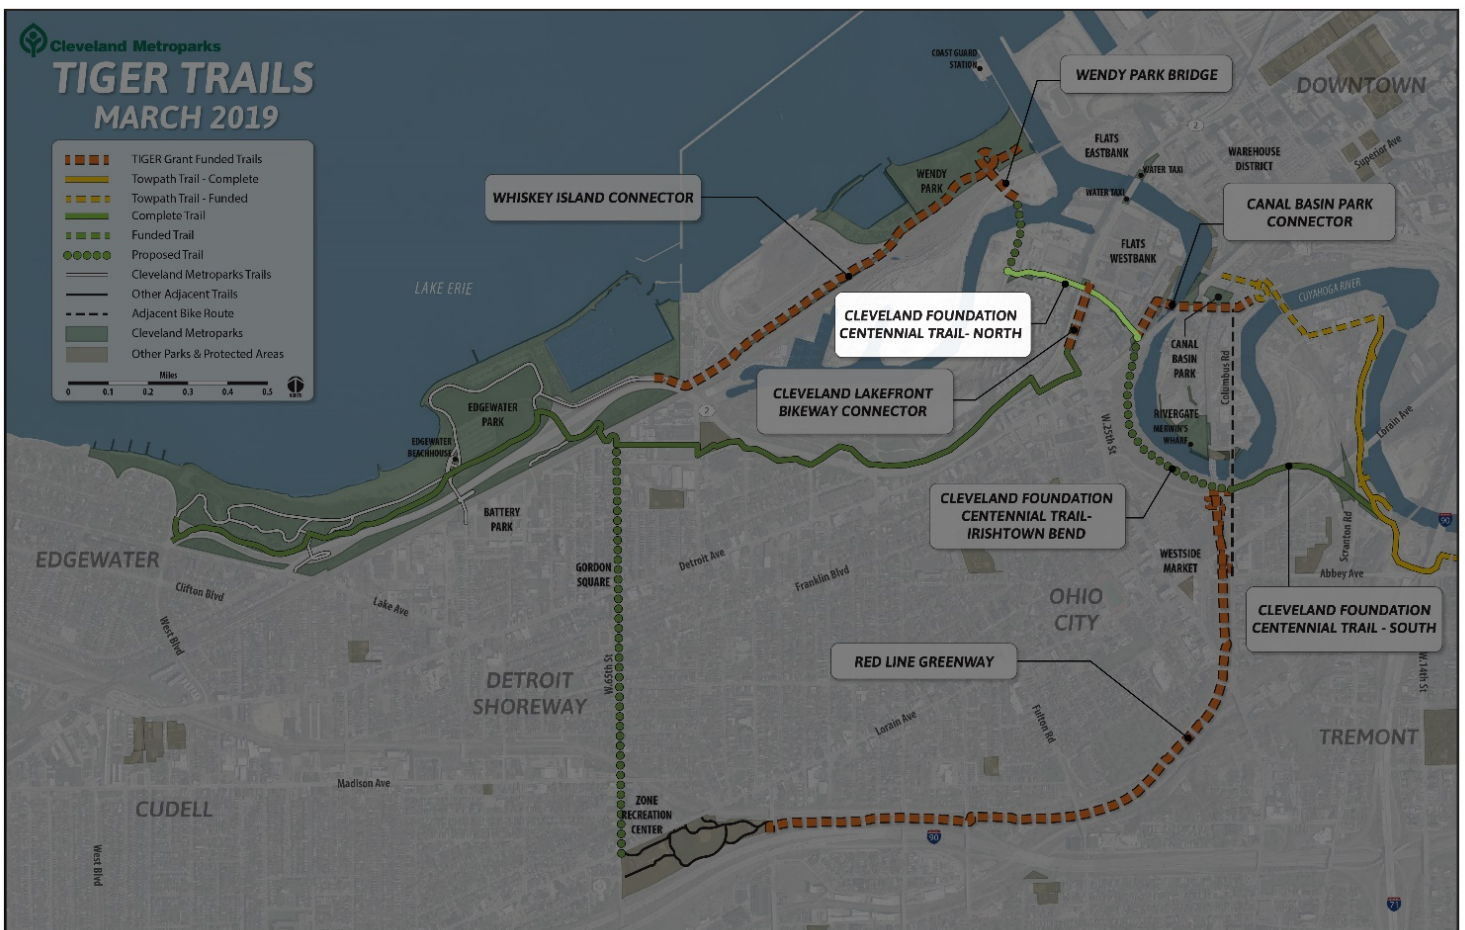 Cleveland Metroparks
TIGER TRAILS
MARCH 2019
TIGER Grant Funded Trails
Towpath Trail - Complete
Towpath Trail - Funded
Complete Trail
Funded Trail
Proposed Trail
Cleveland Metroparks Trails
Other Adjacent Trails
Adjacent Bike Route
Cleveland Metroparks
Other Parks & Protected Areas
Miles
0 0.1 0.2 0.3 0.4 0.5
COAST GUARD
STATION
WENDY PARK BRIDGE
DOWNTOWN
2
FLATS
EASTBANK
WAREHOUSE
DISTRICT
Superior Ave
WATER TAXI
WATER TAXI
WENDY
PARK
WHISKEY ISLAND CONNECTOR
CANAL BASIN PARK
CONNECTOR
FLATS
WESTBANK
LAKE ERIE
CUYAHOGA RIVER
CLEVELAND FOUNDATION
CENTENNIAL TRAIL- NORTH
CANAL
BASIN
PARK
Columbus Rd
CLEVELAND LAKEFRONT
BIKEWAY CONNECTOR
2
EDGEWATER
PARK
EDGEWATER
BEACHHOUSE
W.25th St
RIVERGATE
MERWIN'S
WHARF
Lorain Ave
CLEVELAND FOUNDATION
CENTENNIAL TRAIL-
IRISHTOWN BEND
BATTERY
PARK
Scranton Rd
90
EDGEWATER
Clifton Blvd
Lake Ave
West Blvd
GORDON
SQUARE
Detroit Ave
Franklin Blvd
WESTSIDE
MARKET
Abbey Ave
OHIO
CITY
CLEVELAND FOUNDATION
CENTENNIAL TRAIL - SOUTH
RED LINE GREENWAY
W.65th St
DETROIT
SHOREWAY
W.14th St
Lorain Ave
Fulton Rd
TREMONT
Madison Ave
CUDELL
ZONE
RECREATION
CENTER
90
West Blvd
71